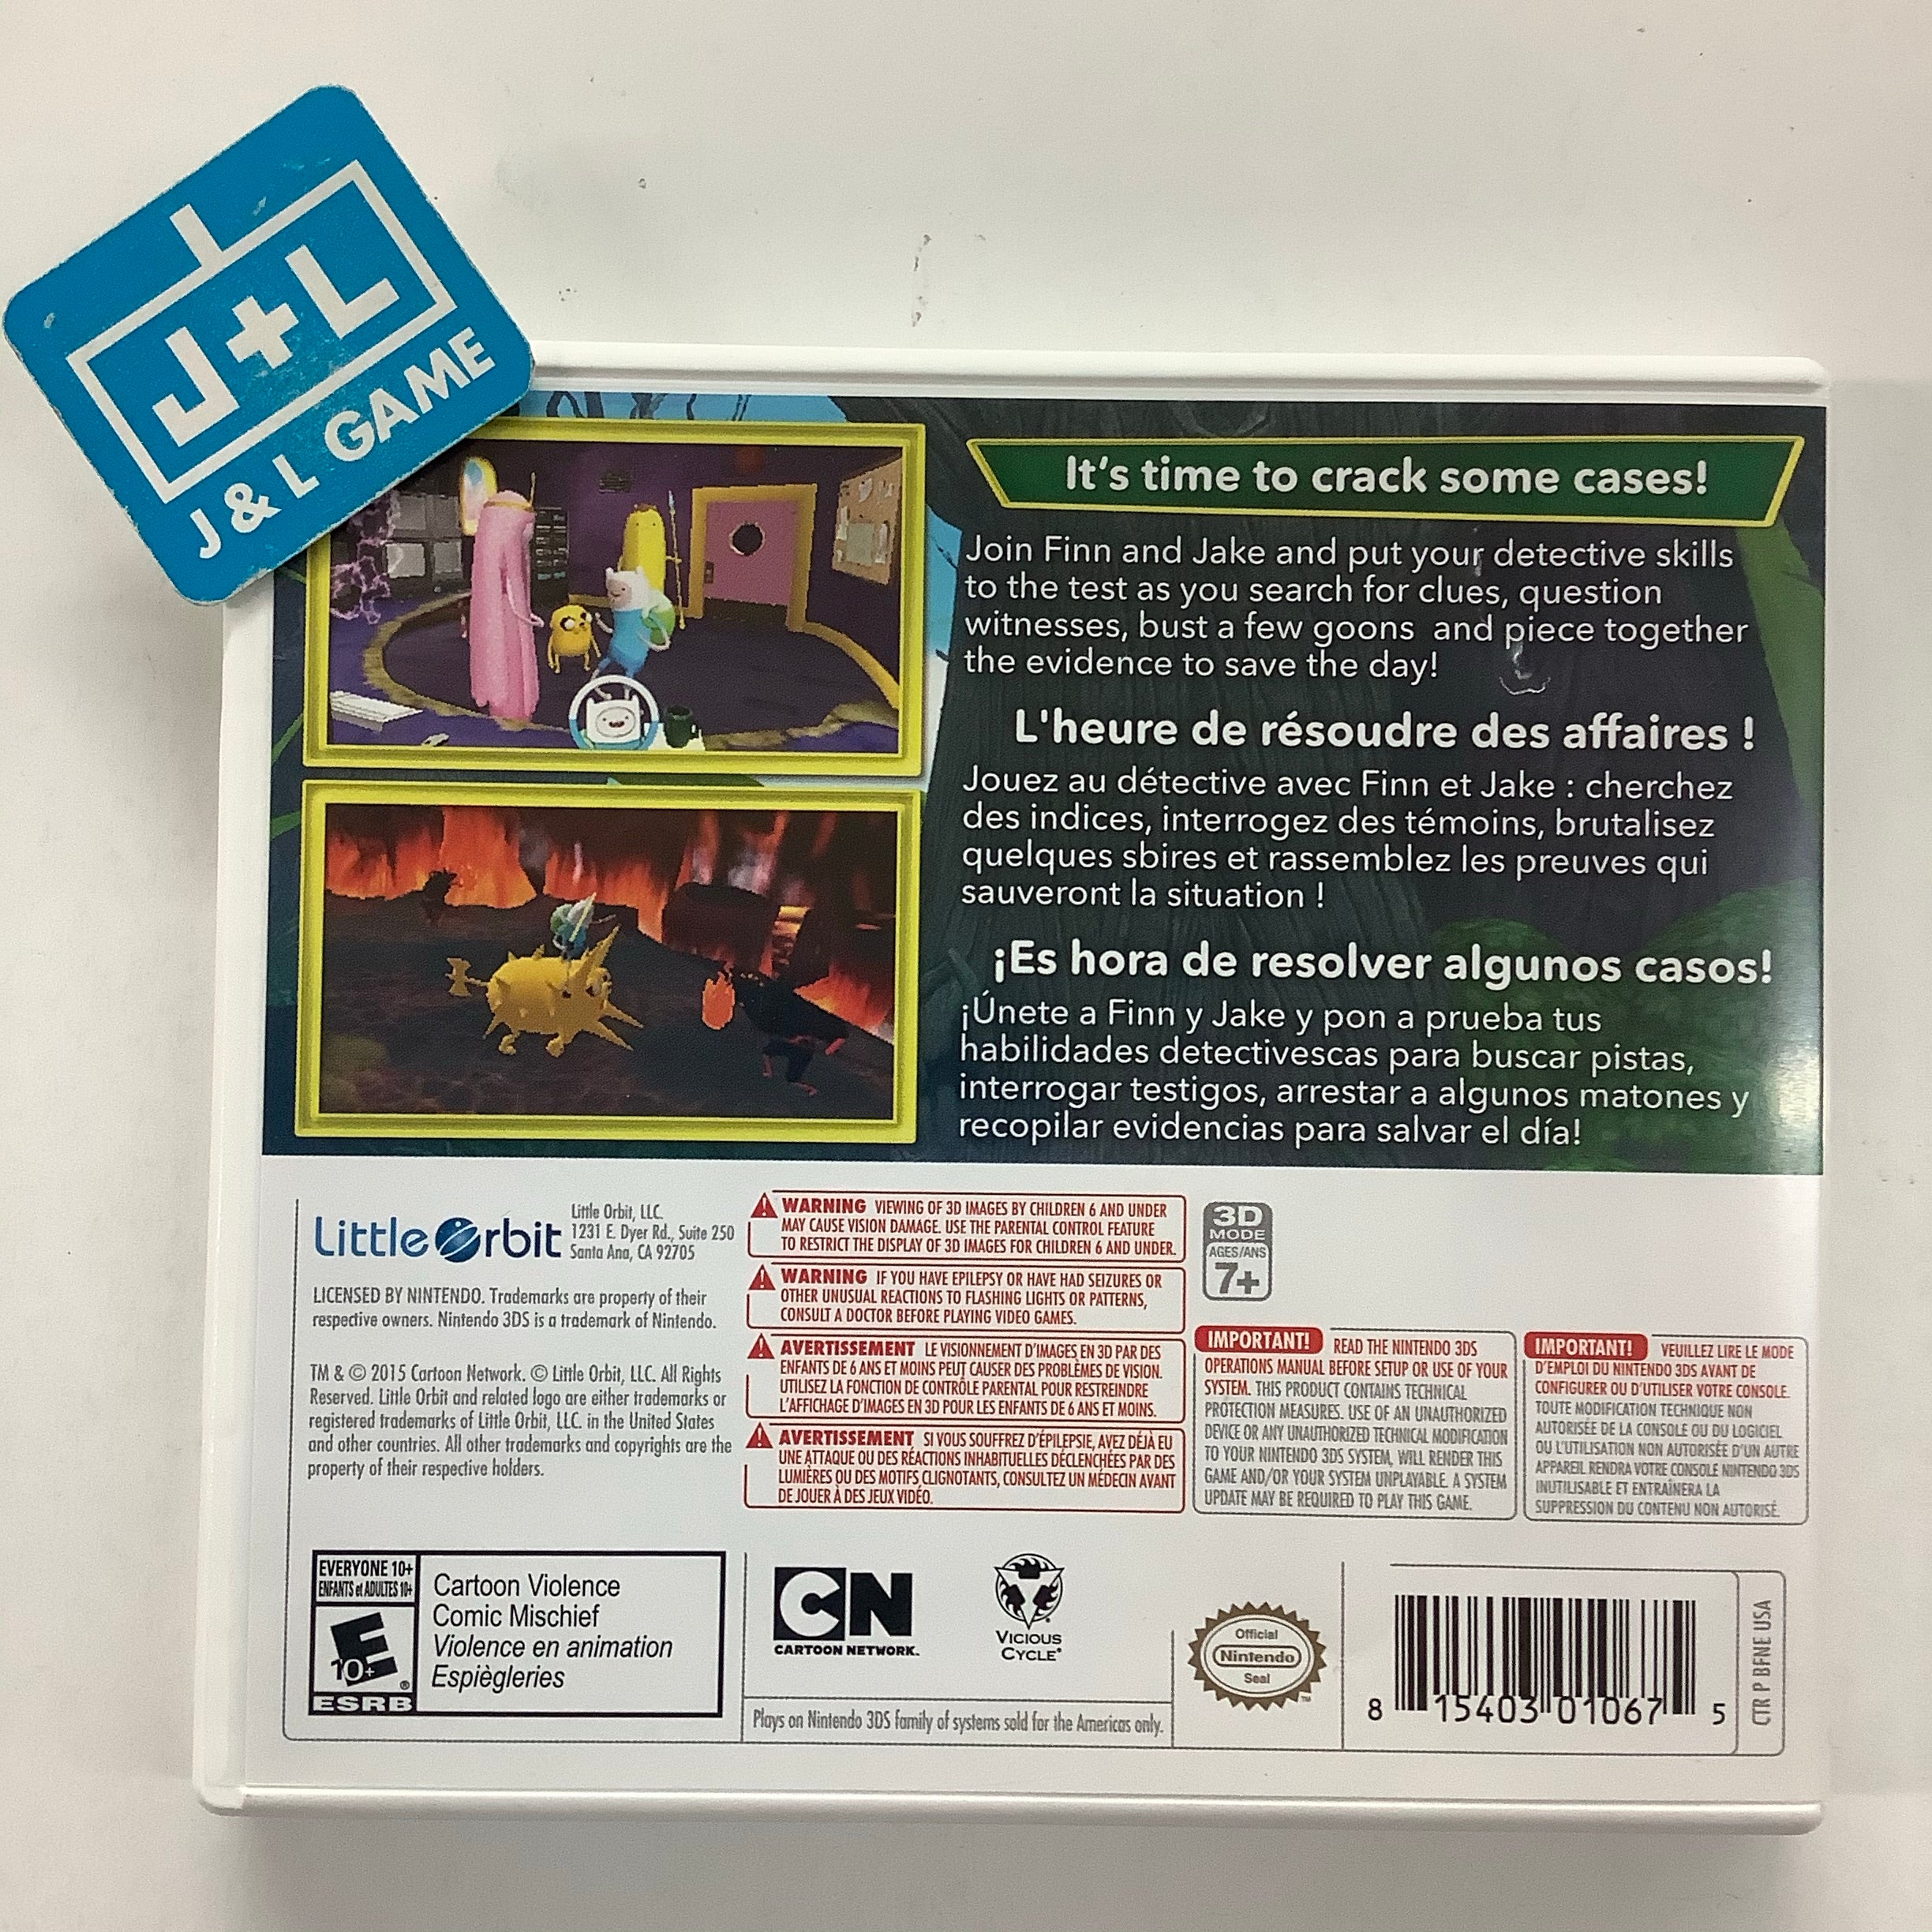 J+L
J & L GAME
It's time to crack some cases!
Join Finn and Jake and put your detective skills
to the test as you search for clues, question
witnesses, bust a few goons and piece together
the evidence to save the day!
L'heure de résoudre des affaires !
Jouez au détective avec Finn et Jake : cherchez
des indices, interrogez des témoins, brutalisez
quelques sbires et rassemblez les preuves qui
sauveront la situation !
¡Es hora de resolver algunos casos!
¡Únete a Finn y Jake y pon a prueba tus
habilidades detectivescas para buscar pistas,
interrogar testigos, arrestar a algunos matones y
recopilar evidencias para salvar el día!
Little Orbit
Little Orbit, LLC.
1231 E. Dyer Rd., Suite 250
Santa Ana, CA 92705
LICENSED BY NINTENDO. Trademarks are property of their
respective owners. Nintendo 3DS is a trademark of Nintendo.
TM & © 2015 Cartoon Network. © Little Orbit, LLC. All Rights
Reserved. Little Orbit and related logo are either trademarks or
registered trademarks of Little Orbit, LLC. in the United States
and other countries. All other trademarks and copyrights are the
property of their respective holders.
WARNING VIEWING OF 3D IMAGES BY CHILDREN 6 AND UNDER
MAY CAUSE VISION DAMAGE. USE THE PARENTAL CONTROL FEATURE
TO RESTRICT THE DISPLAY OF 3D IMAGES FOR CHILDREN 6 AND UNDER.
WARNING IF YOU HAVE EPILEPSY OR HAVE HAD SEIZURES OR
OTHER UNUSUAL REACTIONS TO FLASHING LIGHTS OR PATTERNS,
CONSULT A DOCTOR BEFORE PLAYING VIDEO GAMES.
AVERTISSEMENT LE VISIONNEMENT D'IMAGES EN 3D PAR DES
ENFANTS DE 6 ANS ET MOINS PEUT CAUSER DES PROBLÈMES DE VISION.
UTILISEZ LA FONCTION DE CONTRÔLE PARENTAL POUR RESTREINDRE
L'AFFICHAGE D'IMAGES EN 3D POUR LES ENFANTS DE 6 ANS ET MOINS.
AVERTISSEMENT SI VOUS SOUFFREZ D'ÉPILEPSIE, AVEZ DÉJÀ EU
UNE ATTAQUE OU DES RÉACTIONS INHABITUELLES DÉCLENCHÉES PAR DES
LUMIÈRES OU DES MOTIFS CLIGNOTANTS, CONSULTEZ UN MÉDECIN AVANT
DE JOUER À DES JEUX VIDÉO.
3D
MODE
AGES/ANS
7+
IMPORTANT! READ THE NINTENDO 3DS
OPERATIONS MANUAL BEFORE SETUP OR USE OF YOUR
SYSTEM. THIS PRODUCT CONTAINS TECHNICAL
PROTECTION MEASURES. USE OF AN UNAUTHORIZED
DEVICE OR ANY UNAUTHORIZED TECHNICAL MODIFICATION
TO YOUR NINTENDO 3DS SYSTEM, WILL RENDER THIS
GAME AND/OR YOUR SYSTEM UNPLAYABLE. A SYSTEM
UPDATE MAY BE REQUIRED TO PLAY THIS GAME.
IMPORTANT! VEUILLEZ LIRE LE MODE
D'EMPLOI DU NINTENDO 3DS AVANT DE
CONFIGURER OU D'UTILISER VOTRE CONSOLE.
TOUTE MODIFICATION TECHNIQUE NON
AUTORISÉE DE LA CONSOLE OU DU LOGICIEL
OU L'UTILISATION NON AUTORISÉE D'UN AUTRE
APPAREIL RENDRA VOTRE CONSOLE NINTENDO 3DS
INUTILISABLE ET ENTRAÎNERA LA
SUPPRESSION DU CONTENU NON AUTORISÉ.
EVERYONE 10+
ENFANTS et ADULTES 10+
E
10+
®
ESRB
Cartoon Violence
Comic Mischief
Violence en animation
Espiègleries
CN
CARTOON NETWORK.
VICIOUS
CYCLE®
Plays on Nintendo 3DS family of systems sold for the Americas only.
Official
Nintendo
Seal
TM
8 15403 01067 5
CTR P BFNE USA